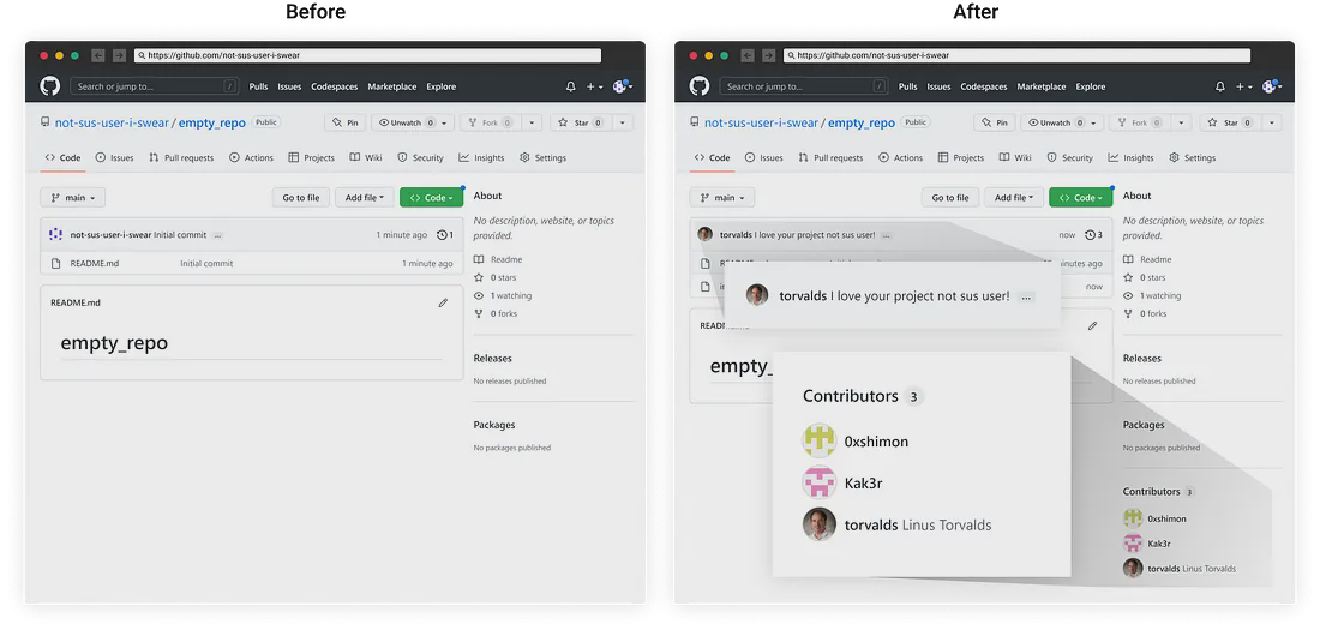 Before
https://github.com/not-sus-user-i-swear
Search or jump to... /
Pulls Issues Codespaces Marketplace Explore
not-sus-user-i-swear / empty_repo Public
Pin Unwatch 0 Fork 0 Star 0
Code Issues Pull requests Actions Projects Wiki Security Insights Settings
main Go to file Add file Code
not-sus-user-i-swear Initial commit ... 1 minute ago 1
README.md Initial commit 1 minute ago
README.md
empty_repo
About
No description, website, or topics
provided.
Readme
0 stars
1 watching
0 forks
Releases
No releases published
Packages
No packages published
After
https://github.com/not-sus-user-i-swear
Search or jump to... /
Pulls Issues Codespaces Marketplace Explore
not-sus-user-i-swear / empty_repo Public
Pin Unwatch 0 Fork 0 Star 0
Code Issues Pull requests Actions Projects Wiki Security Insights Settings
main Go to file Add file Code
torvalds I love your project not sus user! ... now 3
now
torvalds I love your project not sus user! ...
empty_
Contributors 3
0xshimon
Kak3r
torvalds Linus Torvalds
About
No description, website, or topics
provided.
Readme
0 stars
1 watching
0 forks
Releases
No releases published
Packages
No packages published
Contributors 3
0xshimon
Kak3r
torvalds Linus Torvalds